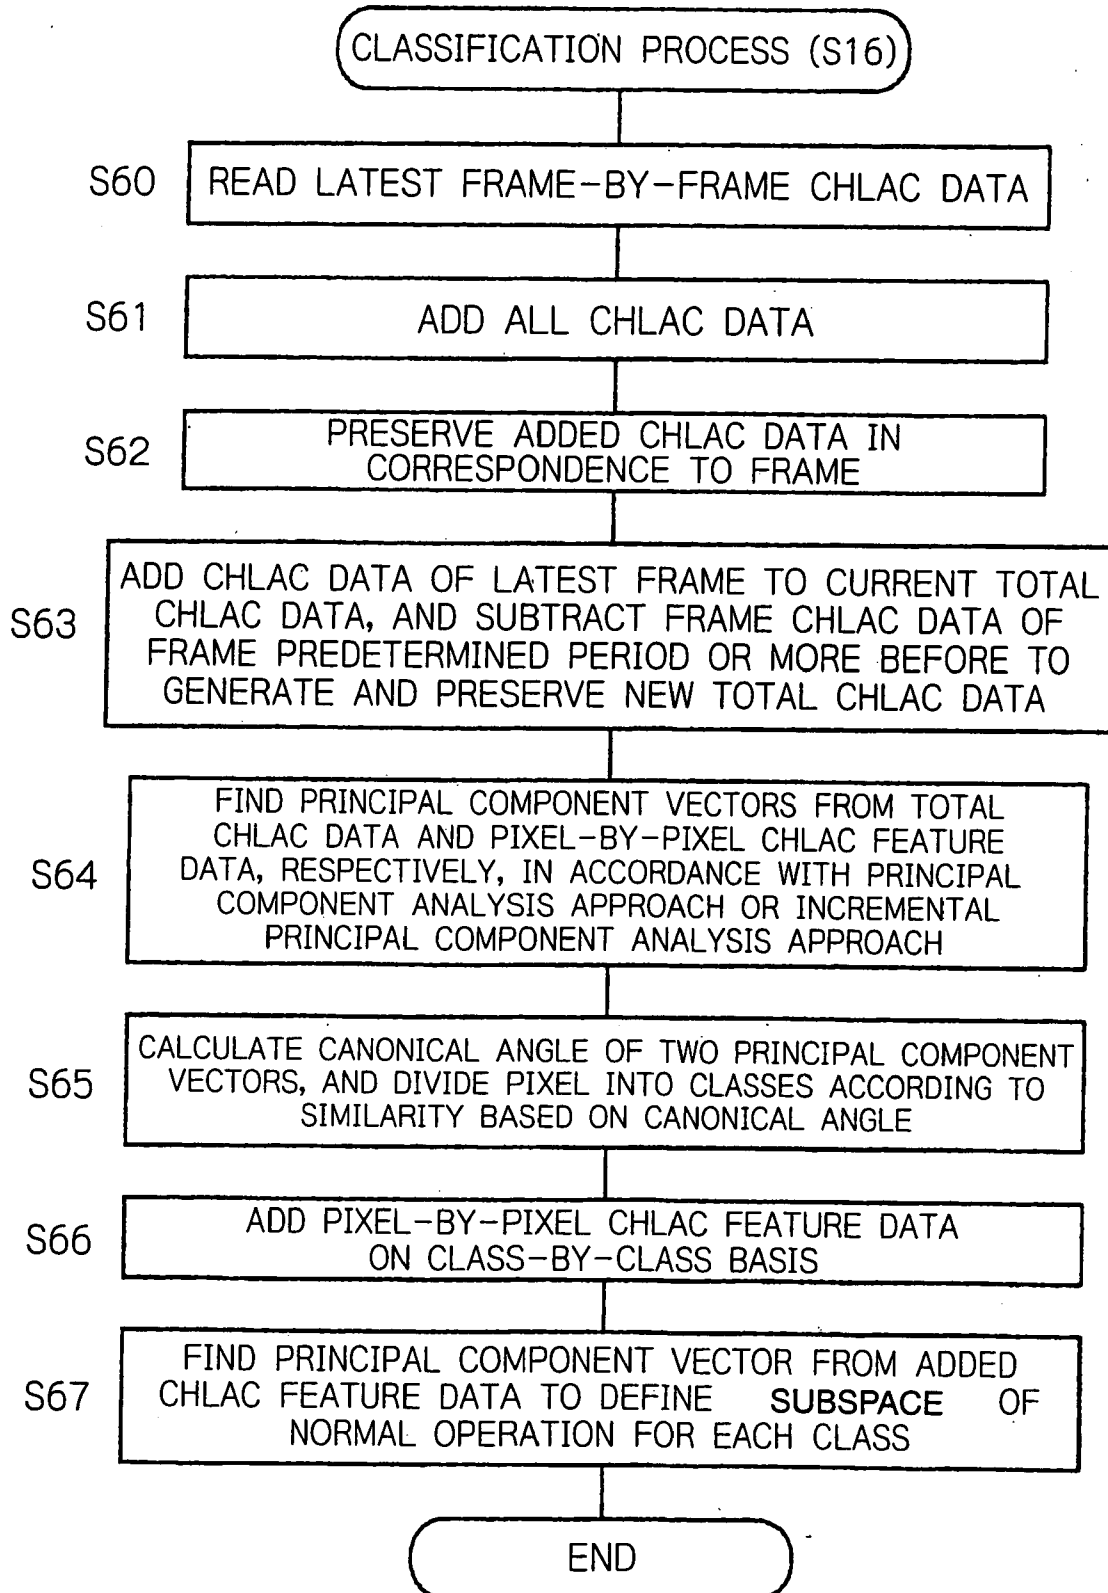 CLASSIFICATION PROCESS (S16)
S60
READ LATEST FRAME-BY-FRAME CHLAC DATA
S61
ADD ALL CHLAC DATA
S62
PRESERVE ADDED CHLAC DATA IN
CORRESPONDENCE TO FRAME
S63
ADD CHLAC DATA OF LATEST FRAME TO CURRENT TOTAL
CHLAC DATA, AND SUBTRACT FRAME CHLAC DATA OF
FRAME PREDETERMINED PERIOD OR MORE BEFORE TO
GENERATE AND PRESERVE NEW TOTAL CHLAC DATA
S64
FIND PRINCIPAL COMPONENT VECTORS FROM TOTAL
CHLAC DATA AND PIXEL-BY-PIXEL CHLAC FEATURE
DATA, RESPECTIVELY, IN ACCORDANCE WITH PRINCIPAL
COMPONENT ANALYSIS APPROACH OR INCREMENTAL
PRINCIPAL COMPONENT ANALYSIS APPROACH
S65
CALCULATE CANONICAL ANGLE OF TWO PRINCIPAL COMPONENT
VECTORS, AND DIVIDE PIXEL INTO CLASSES ACCORDING TO
SIMILARITY BASED ON CANONICAL ANGLE
S66
ADD PIXEL-BY-PIXEL CHLAC FEATURE DATA
ON CLASS-BY-CLASS BASIS
S67
FIND PRINCIPAL COMPONENT VECTOR FROM ADDED
CHLAC FEATURE DATA TO DEFINE SUBSPACE OF
NORMAL OPERATION FOR EACH CLASS
END